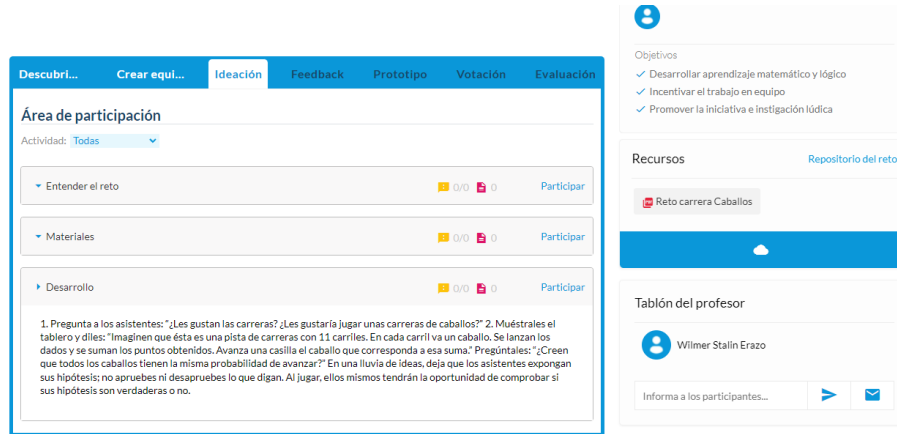 Descubri...
Crear equi...
Ideación
Feedback
Prototipo
Votación
Evaluación
Área de participación
Actividad: Todas
Entender el reto
0/0
0
Participar
Materiales
0/0
0
Participar
Desarrollo
0/0
0
Participar
1. Pregunta a los asistentes: “¿Les gustan las carreras? ¿Les gustaría jugar unas carreras de caballos?” 2. Muéstrales el
tablero y diles: “Imaginen que ésta es una pista de carreras con 11 carriles. En cada carril va un caballo. Se lanzan los
dados y se suman los puntos obtenidos. Avanza una casilla el caballo que corresponda a esa suma.” Pregúntales: “¿Creen
que todos los caballos tienen la misma probabilidad de avanzar?” En una lluvia de ideas, deja que los asistentes expongan
sus hipótesis; no apruebes ni desapruebes lo que digan. Al jugar, ellos mismos tendrán la oportunidad de comprobar si
sus hipótesis son verdaderas o no.
Objetivos
Desarrollar aprendizaje matemático y lógico
Incentivar el trabajo en equipo
Promover la iniciativa e instigación lúdica
Recursos
Repositorio del reto
Reto carrera Caballos
Tablón del profesor
Wilmer Stalin Erazo
Informa a los participantes...